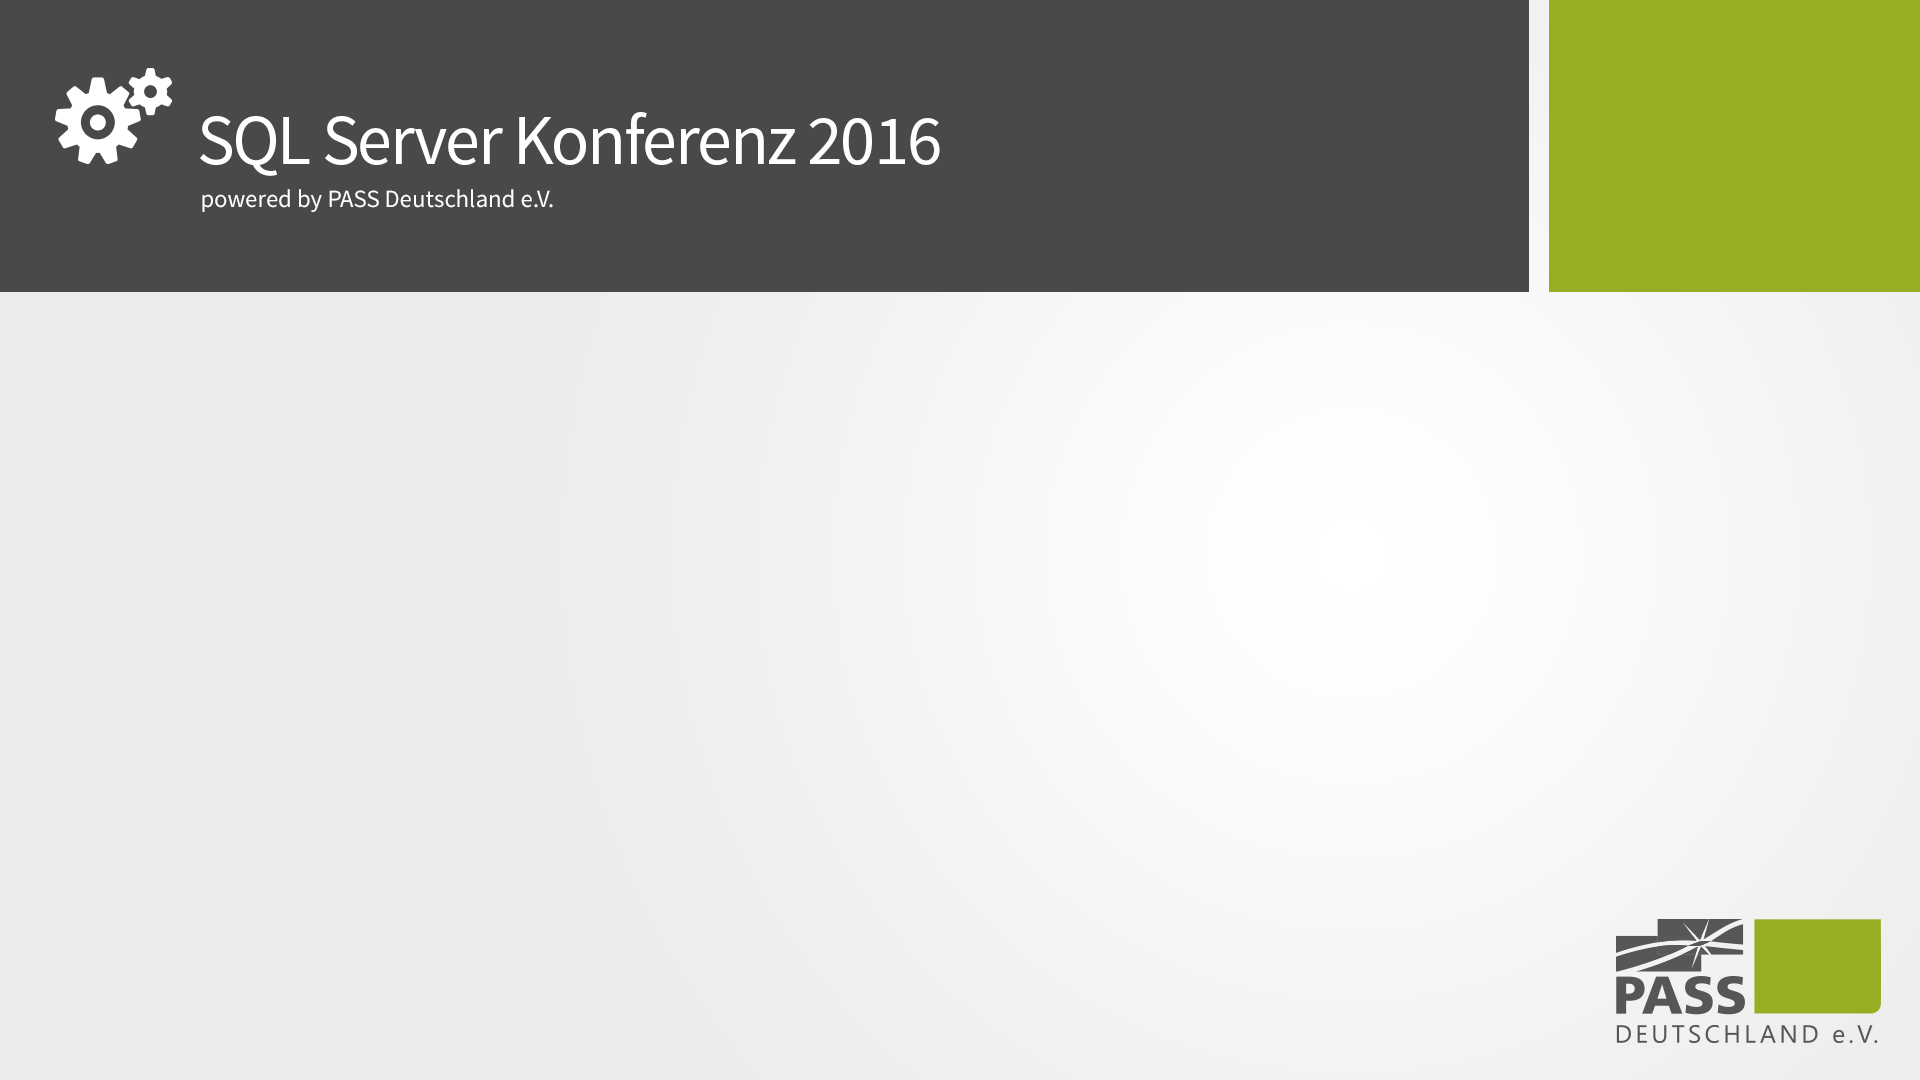 SQL Server Konferenz 2016
powered by PASS Deutschland e.V.
PASS
DEUTSCHLAND e.V.